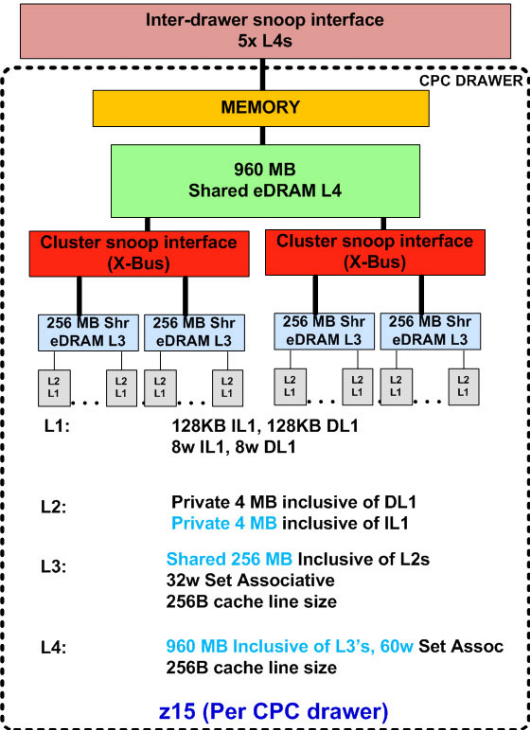 Inter-drawer snoop interface
5x L4s
CPC DRAWER
MEMORY
960 MB
Shared eDRAM L4
Cluster snoop interface
(X-Bus)
Cluster snoop interface
(X-Bus)
256 MB Shr
eDRAM L3
256 MB Shr
eDRAM L3
256 MB Shr
eDRAM L3
256 MB Shr
eDRAM L3
L2
L1
. . .
L2
L1
L2
L1
. . .
L2
L1
L2
L1
. . .
L2
L1
L2
L1
. . .
L2
L1
L1: 128KB IL1, 128KB DL1
8w IL1, 8w DL1
L2: Private 4 MB inclusive of DL1
Private 4 MB inclusive of IL1
L3: Shared 256 MB Inclusive of L2s
32w Set Associative
256B cache line size
L4: 960 MB Inclusive of L3's, 60w Set Assoc
256B cache line size
z15 (Per CPC drawer)